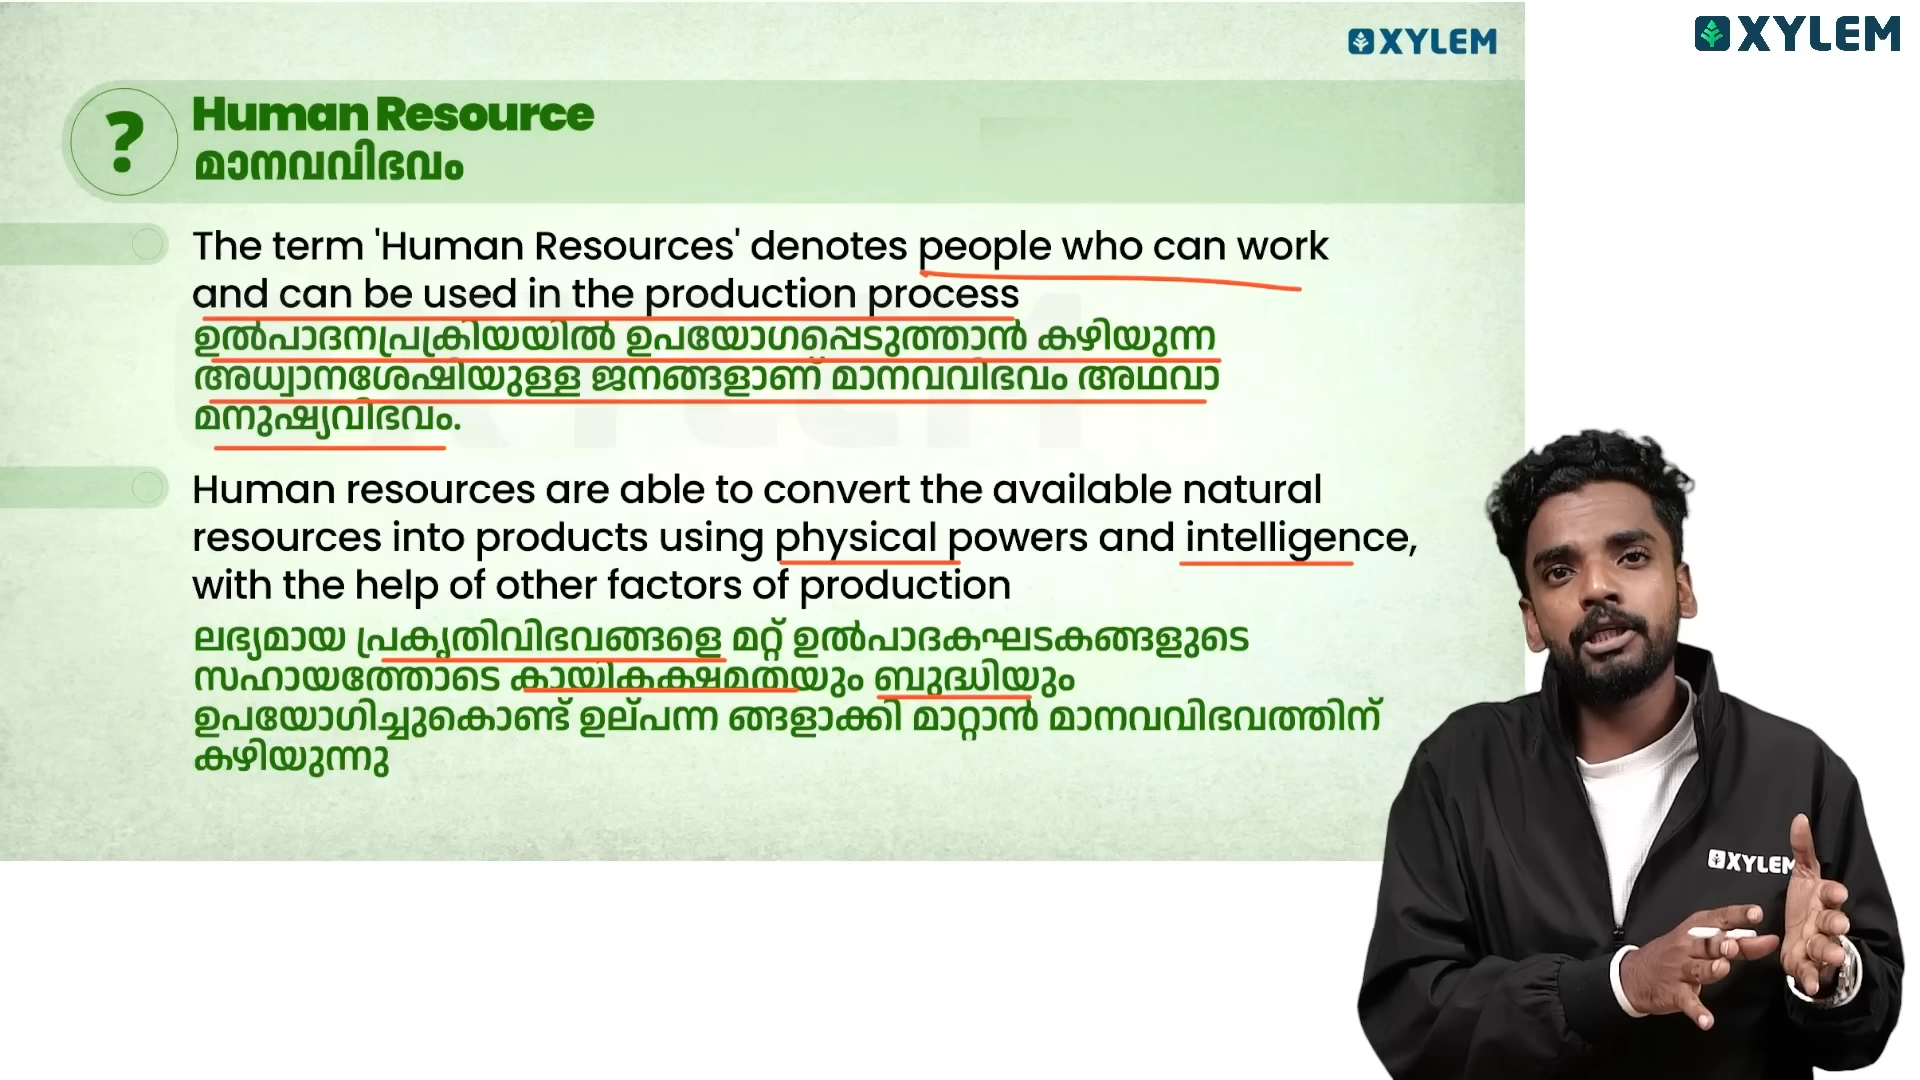 XYLEM
XYLEM
?
Human Resource
മാനവവിഭവം
The term 'Human Resources' denotes people who can work
and can be used in the production process
ഉൽപാദനപ്രക്രിയയിൽ ഉപയോഗപ്പെടുത്താൻ കഴിയുന്ന
അധ്വാനശേഷിയുള്ള ജനങ്ങളാണ് മാനവവിഭവം അഥവാ
മനുഷ്യവിഭവം.
Human resources are able to convert the available natural
resources into products using physical powers and intelligence,
with the help of other factors of production
ലഭ്യമായ പ്രകൃതിവിഭവങ്ങളെ മറ്റ് ഉൽപാദകഘടകങ്ങളുടെ
സഹായത്തോടെ കായികക്ഷമതയും ബുദ്ധിയും
ഉപയോഗിച്ചുകൊണ്ട് ഉല്പന്ന ങ്ങളാക്കി മാറ്റാൻ മാനവവിഭവത്തിന്
കഴിയുന്നു
XYLEM